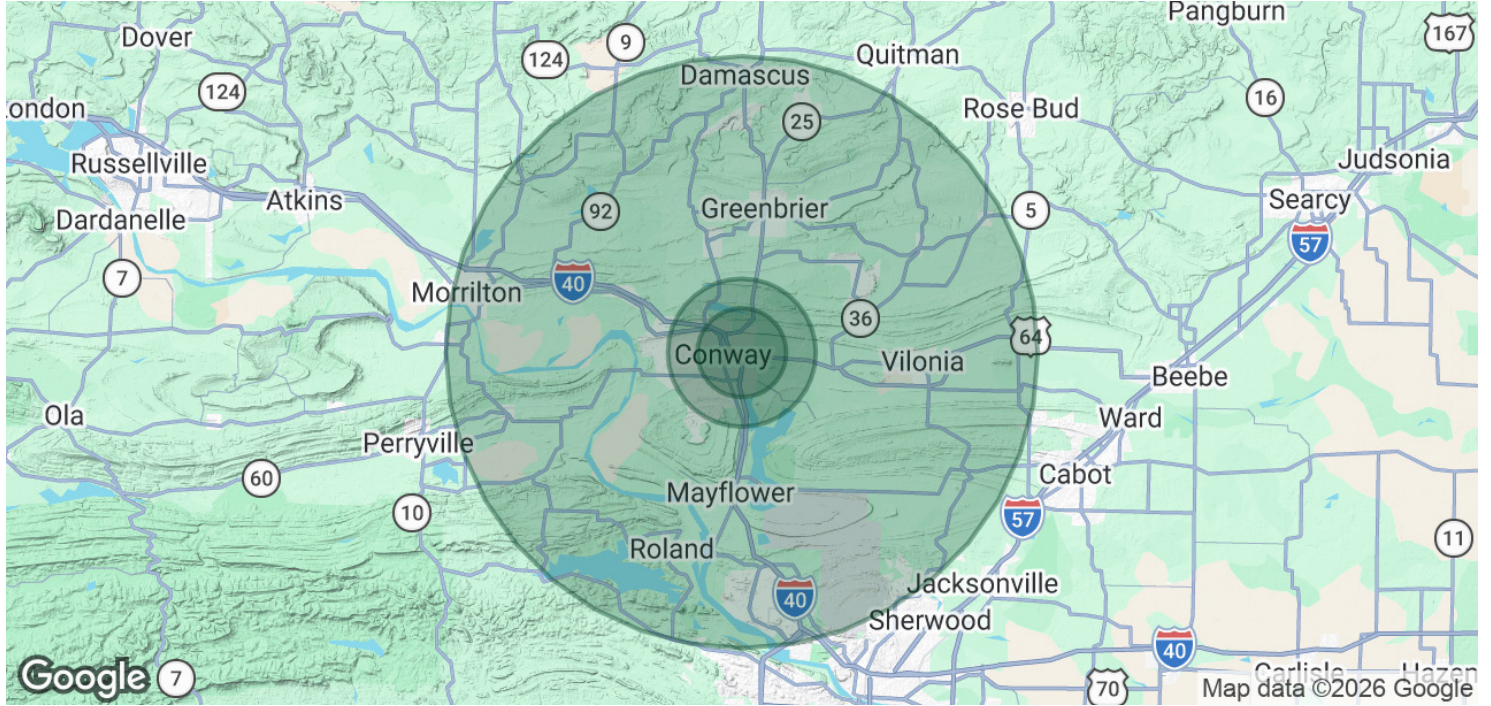 Pangburn
167
Dover
9
124
Quitman
Damascus
124
16
London
Rose Bud
25
Russellville
Judsonia
Atkins
Searcy
Dardanelle
92
Greenbrier
5
57
7
40
Morrilton
36
64
Conway
Vilonia
Beebe
Ola
Ward
Perryville
60
Cabot
Mayflower
10
57
11
Roland
Jacksonville
40
Sherwood
40
Google
7
70
Carlisle
Hazen
Map data ©2026 Google